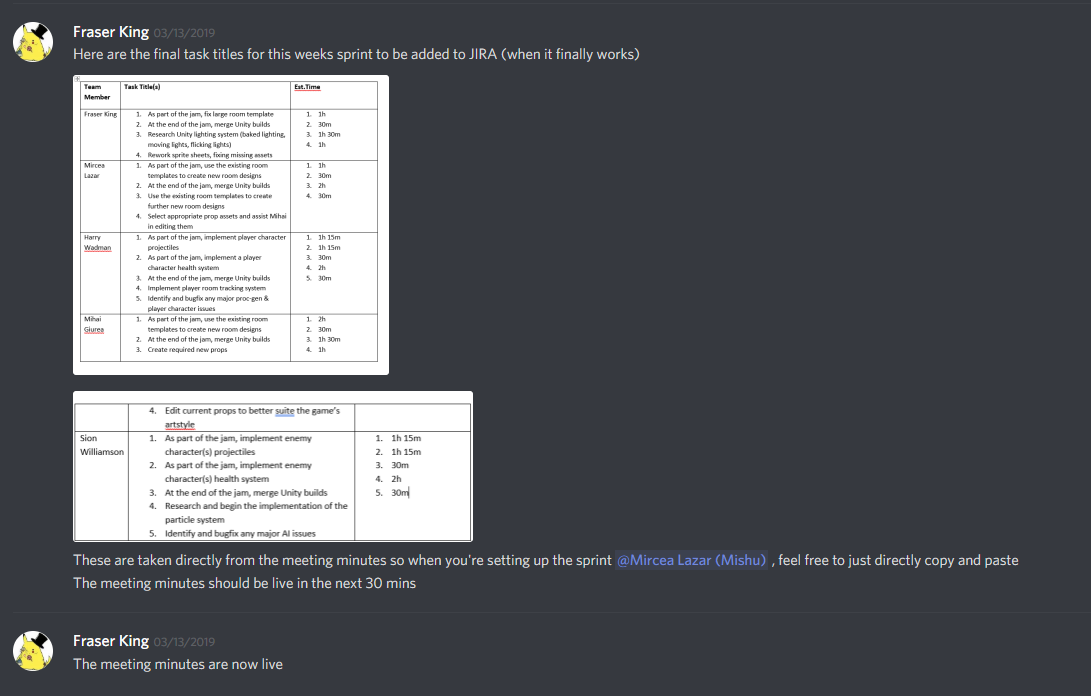 Fraser King 03/13/2019
Here are the final task titles for this weeks sprint to be added to JIRA (when it finally works)
Team Member Task Title(s) Est.Time
Fraser King
1. As part of the jam, fix large room template
2. At the end of the jam, merge Unity builds
3. Research Unity lighting system (baked lighting,
moving lights, flicking lights)
4. Rework sprite sheets, fixing missing assets
1. 1h
2. 30m
3. 1h 30m
4. 1h
Mircea
Lazar
1. As part of the jam, use the existing room
templates to create new room designs
2. At the end of the jam, merge Unity builds
3. Use the existing room templates to create
further new room designs
4. Select appropriate prop assets and assist Mihai
in editing them
1. 1h
2. 30m
3. 2h
4. 30m
Harry
Wadman
1. As part of the jam, implement player character
projectiles
2. As part of the jam, implement a player
character health system
3. At the end of the jam, merge Unity builds
4. Implement player room tracking system
5. Identify and bugfix any major proc-gen &
player character issues
1. 1h 15m
2. 1h 15m
3. 30m
4. 2h
5. 30m
Mihai
Giurea
1. As part of the jam, use the existing room
templates to create new room designs
2. At the end of the jam, merge Unity builds
3. Create required new props
1. 2h
2. 30m
3. 1h 30m
4. 1h
4. Edit current props to better suite the game's
artstyle
Sion
Williamson
1. As part of the jam, implement enemy
character(s) projectiles
2. As part of the jam, implement enemy
character(s) health system
3. At the end of the jam, merge Unity builds
4. Research and begin the implementation of the
particle system
5. Identify and bugfix any major AI issues
1. 1h 15m
2. 1h 15m
3. 30m
4. 2h
5. 30m
These are taken directly from the meeting minutes so when you're setting up the sprint @Mircea Lazar (Mishu) , feel free to just directly copy and paste
The meeting minutes should be live in the next 30 mins
Fraser King 03/13/2019
The meeting minutes are now live